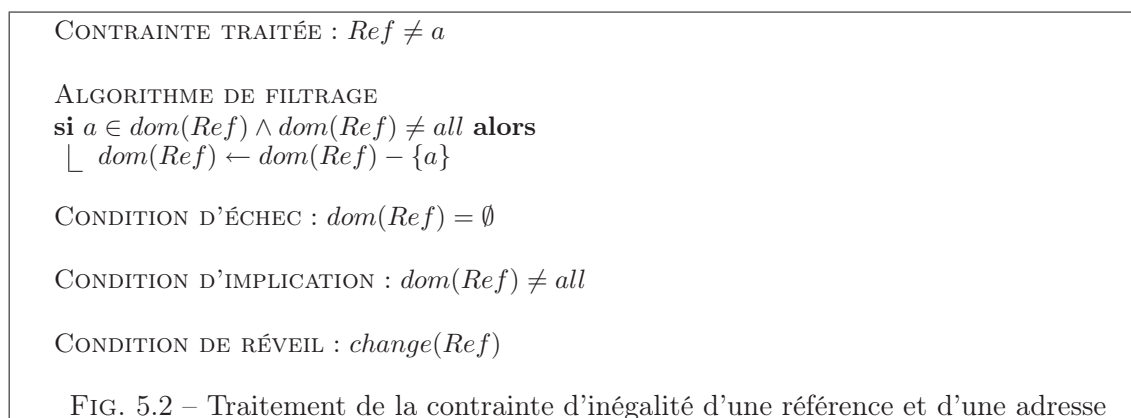 CONTRAINTE TRAITÉE : Ref ≠ a
ALGORITHME DE FILTRAGE
si a ∈ dom(Ref) ∧ dom(Ref) ≠ all alors
dom(Ref) ← dom(Ref) − {a}
CONDITION D'ÉCHEC : dom(Ref) = ∅
CONDITION D'IMPLICATION : dom(Ref) ≠ all
CONDITION DE RÉVEIL : change(Ref)
FIG. 5.2 – Traitement de la contrainte d'inégalité d'une référence et d'une adresse